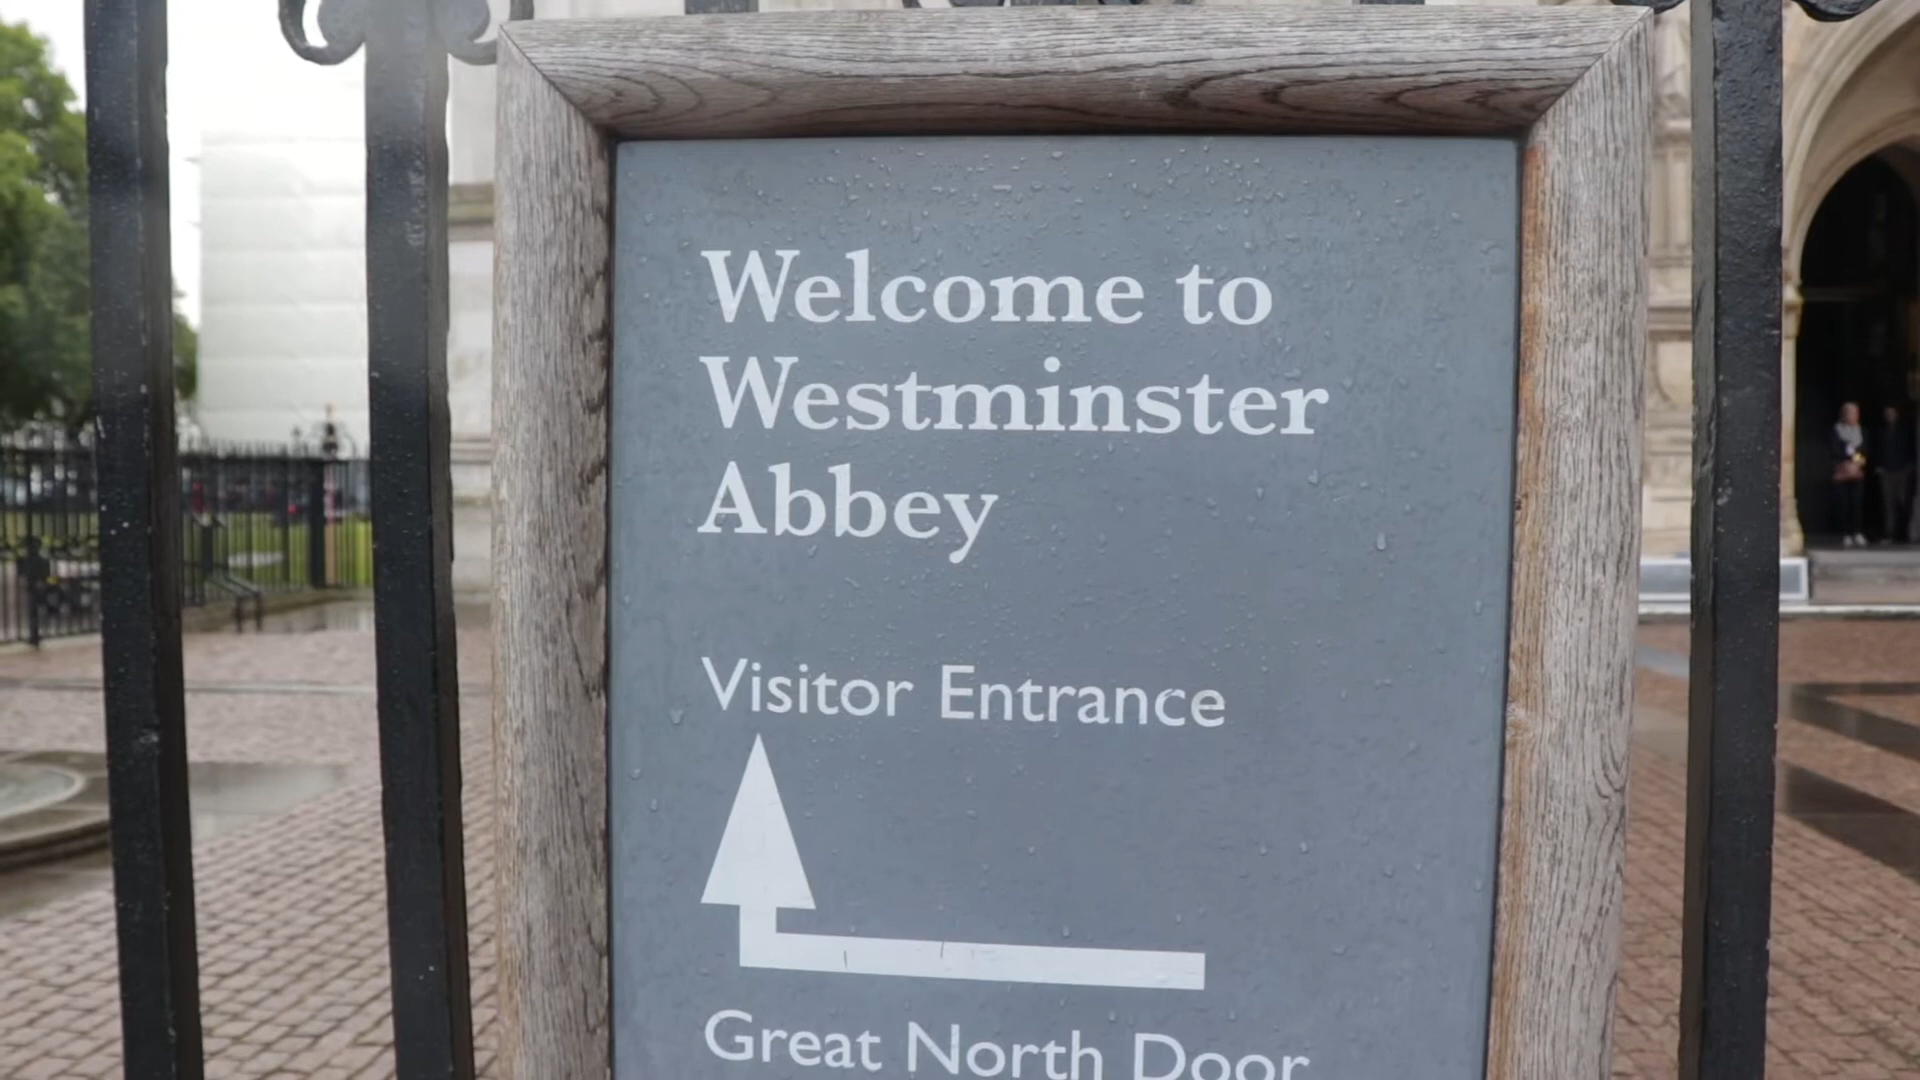 Welcome to
Westminster
Abbey
Visitor Entrance
Great North Door